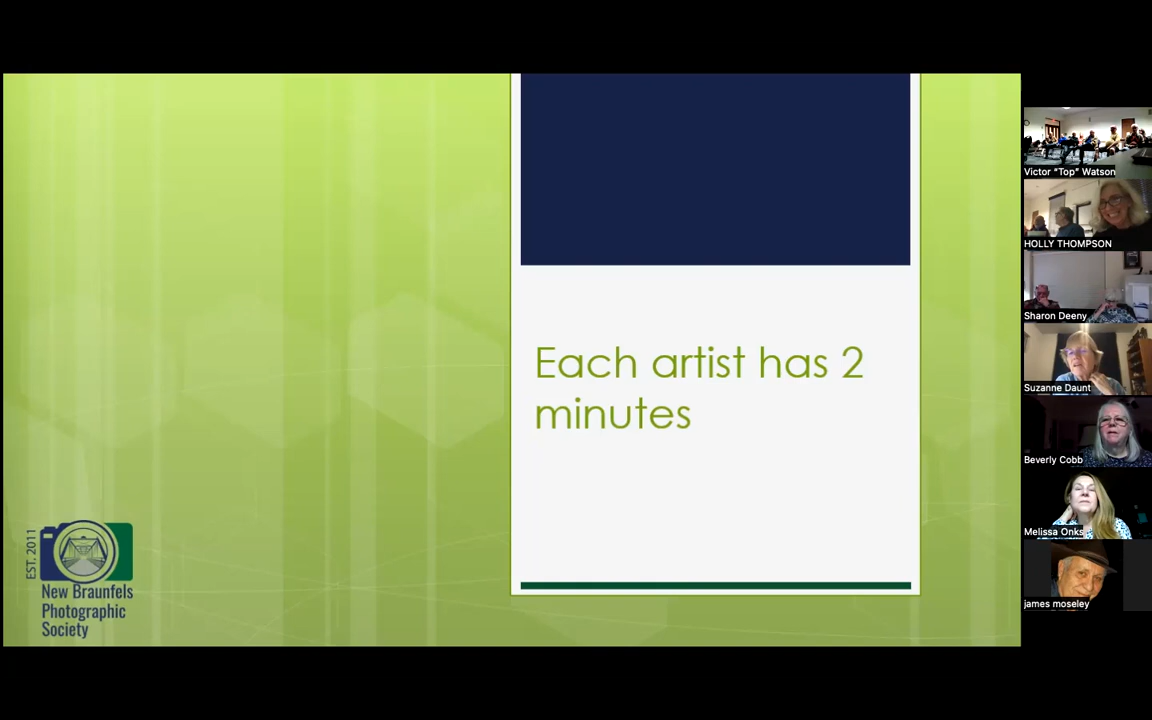 Each artist has 2
minutes
EST. 2011
New Braunfels
Photographic
Society
Victor “Top” Watson
HOLLY THOMPSON
Sharon Deeny
Suzanne Daunt
Beverly Cobb
Melissa Onks
james moseley